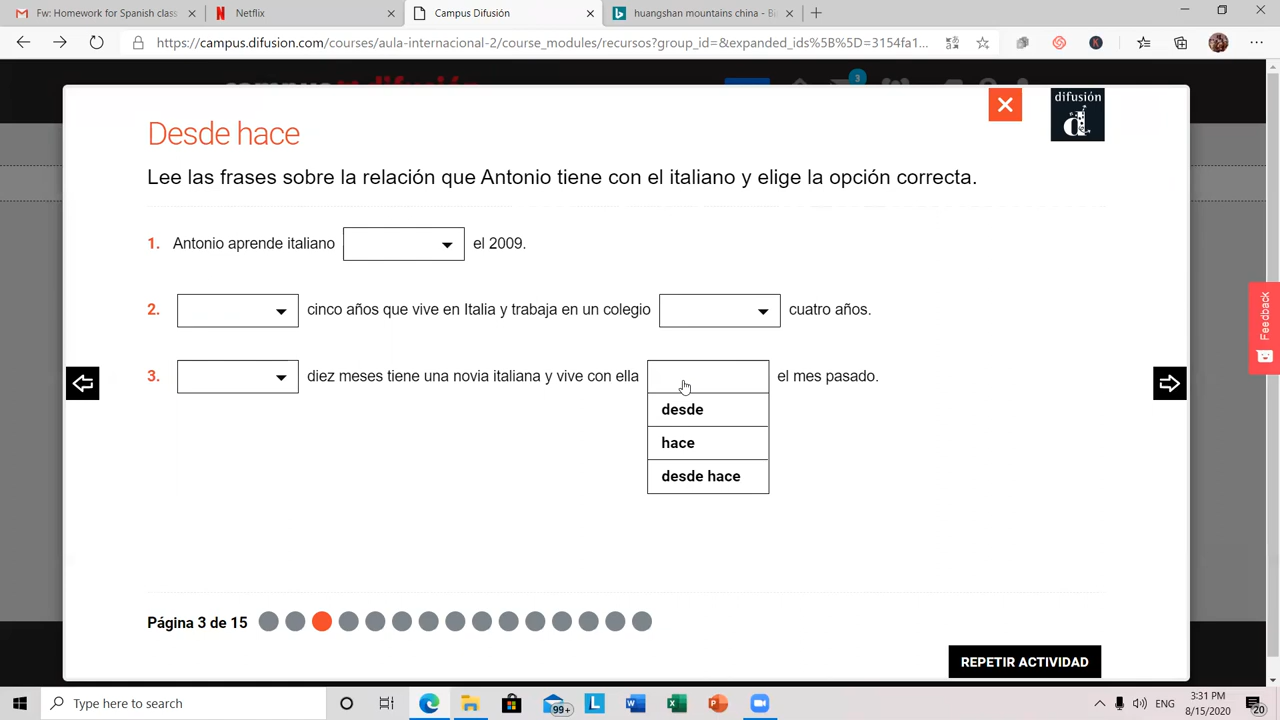 Fw: Homework for Spanish class
Netflix
Campus Difusión
huangshan mountains china - Bi
https://campus.difusion.com/courses/aula-internacional-2/course_modules/recursos?group_id=&expanded_ids%5B%5D=3154fa1...
3
difusión
d
Desde hace
Lee las frases sobre la relación que Antonio tiene con el italiano y elige la opción correcta.
1. Antonio aprende italiano el 2009.
2. cinco años que vive en Italia y trabaja en un colegio cuatro años.
3. diez meses tiene una novia italiana y vive con ella el mes pasado.
desde
hace
desde hace
Feedback
Página 3 de 15
REPETIR ACTIVIDAD
Type here to search
99+
ENG
3:31 PM
8/15/2020
20